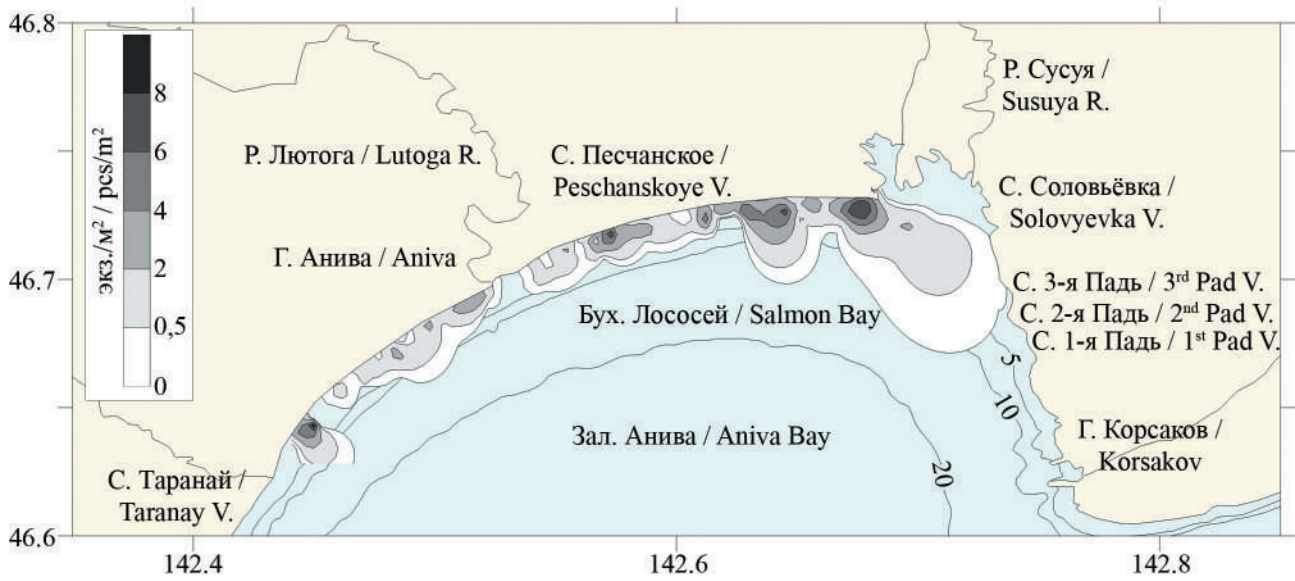 46.8
46.7
46.6
142.4
142.6
142.8
экз./м² / pcs/m²
8
6
4
2
0,5
0
Р. Сусуя /
Susuya R.
Р. Лютога / Lutoga R.
С. Песчанское /
Peschanskoye V.
С. Соловьёвка /
Solovyevka V.
Г. Анива / Aniva
С. 3-я Падь / 3rd Pad V.
С. 2-я Падь / 2nd Pad V.
С. 1-я Падь / 1st Pad V.
Бух. Лососей / Salmon Bay
5
10
20
Зал. Анива / Aniva Bay
Г. Корсаков /
Korsakov
С. Таранай /
Taranay V.